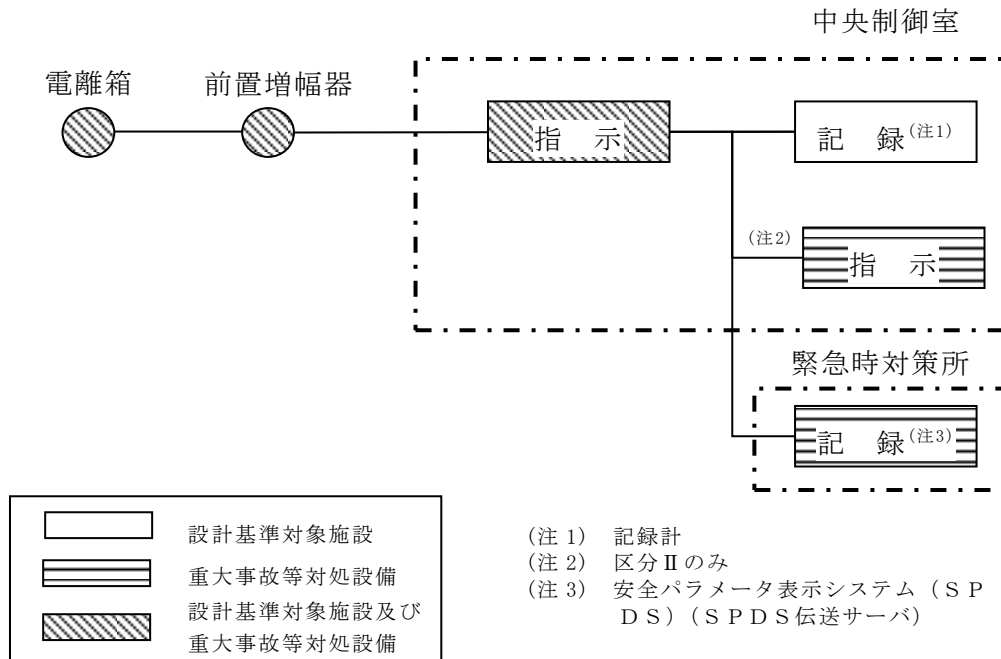 中央制御室
電離箱
前置増幅器
指 示
記 録(注1)
(注2)
指 示
緊急時対策所
記 録(注3)
設計基準対象施設
重大事故等対処設備
設計基準対象施設及び
重大事故等対処設備
(注 1) 記録計
(注 2) 区分Ⅱのみ
(注 3) 安全パラメータ表示システム(SP
DS)(SPDS伝送サーバ)